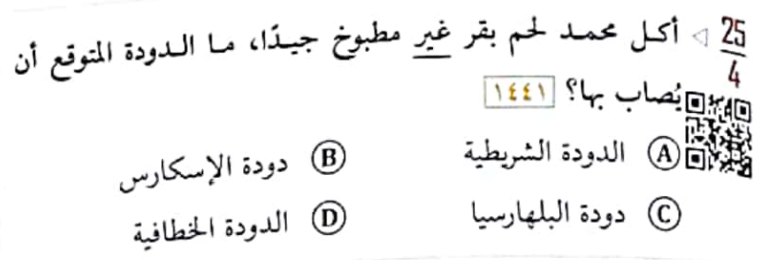 25/4 ◁ أكل محمد لحم بقر غير مطبوخ جيدًا، ما الدودة المتوقع أن
يُصاب بها؟ ١٤٤١
A الدودة الشريطية B دودة الإسكارس
C دودة البلهارسيا D الدودة الخطافية